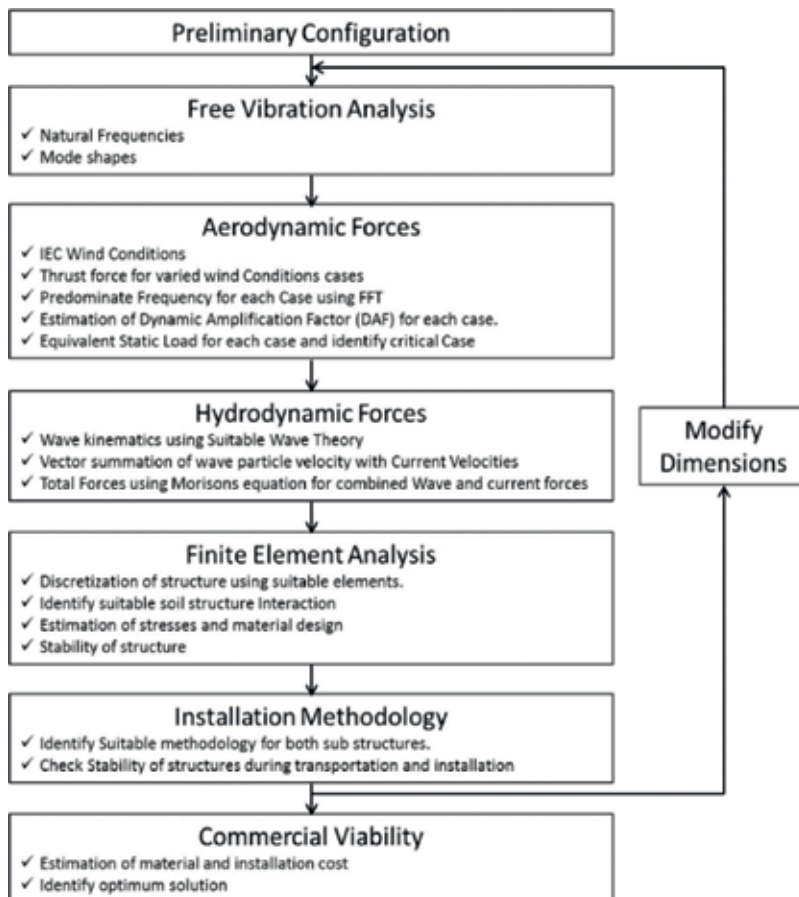 Preliminary Configuration
Free Vibration Analysis
✓ Natural Frequencies
✓ Mode shapes
Aerodynamic Forces
✓ IEC Wind Conditions
✓ Thrust force for varied wind Conditions cases
✓ Predominate Frequency for each Case using FFT
✓ Estimation of Dynamic Amplification Factor (DAF) for each case.
✓ Equivalent Static Load for each case and identify critical Case
Hydrodynamic Forces
✓ Wave kinematics using Suitable Wave Theory
✓ Vector summation of wave particle velocity with Current Velocities
✓ Total Forces using Morisons equation for combined Wave and current forces
Modify
Dimensions
Finite Element Analysis
✓ Discretization of structure using suitable elements.
✓ Identify suitable soil structure Interaction
✓ Estimation of stresses and material design
✓ Stability of structure
Installation Methodology
✓ Identify Suitable methodology for both sub structures.
✓ Check Stability of structures during transportation and installation
Commercial Viability
✓ Estimation of material and installation cost
✓ Identify optimum solution